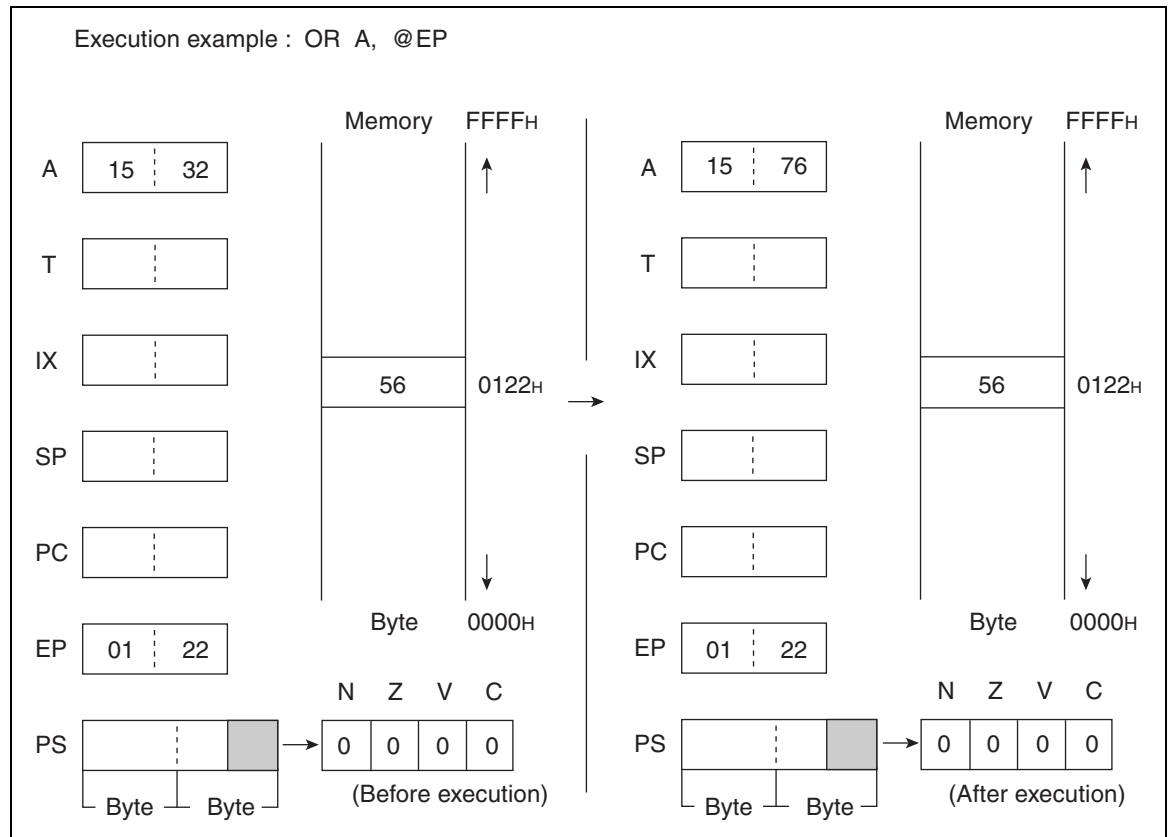 Execution example : OR A, @EP
Memory FFFFH
A 15 32
T
IX
56 0122H
SP
PC
Byte 0000H
EP 01 22
N Z V C
PS → 0 0 0 0
Byte Byte
(Before execution)
→
Memory FFFFH
A 15 76
T
IX
56 0122H
SP
PC
Byte 0000H
EP 01 22
N Z V C
PS → 0 0 0 0
Byte Byte
(After execution)